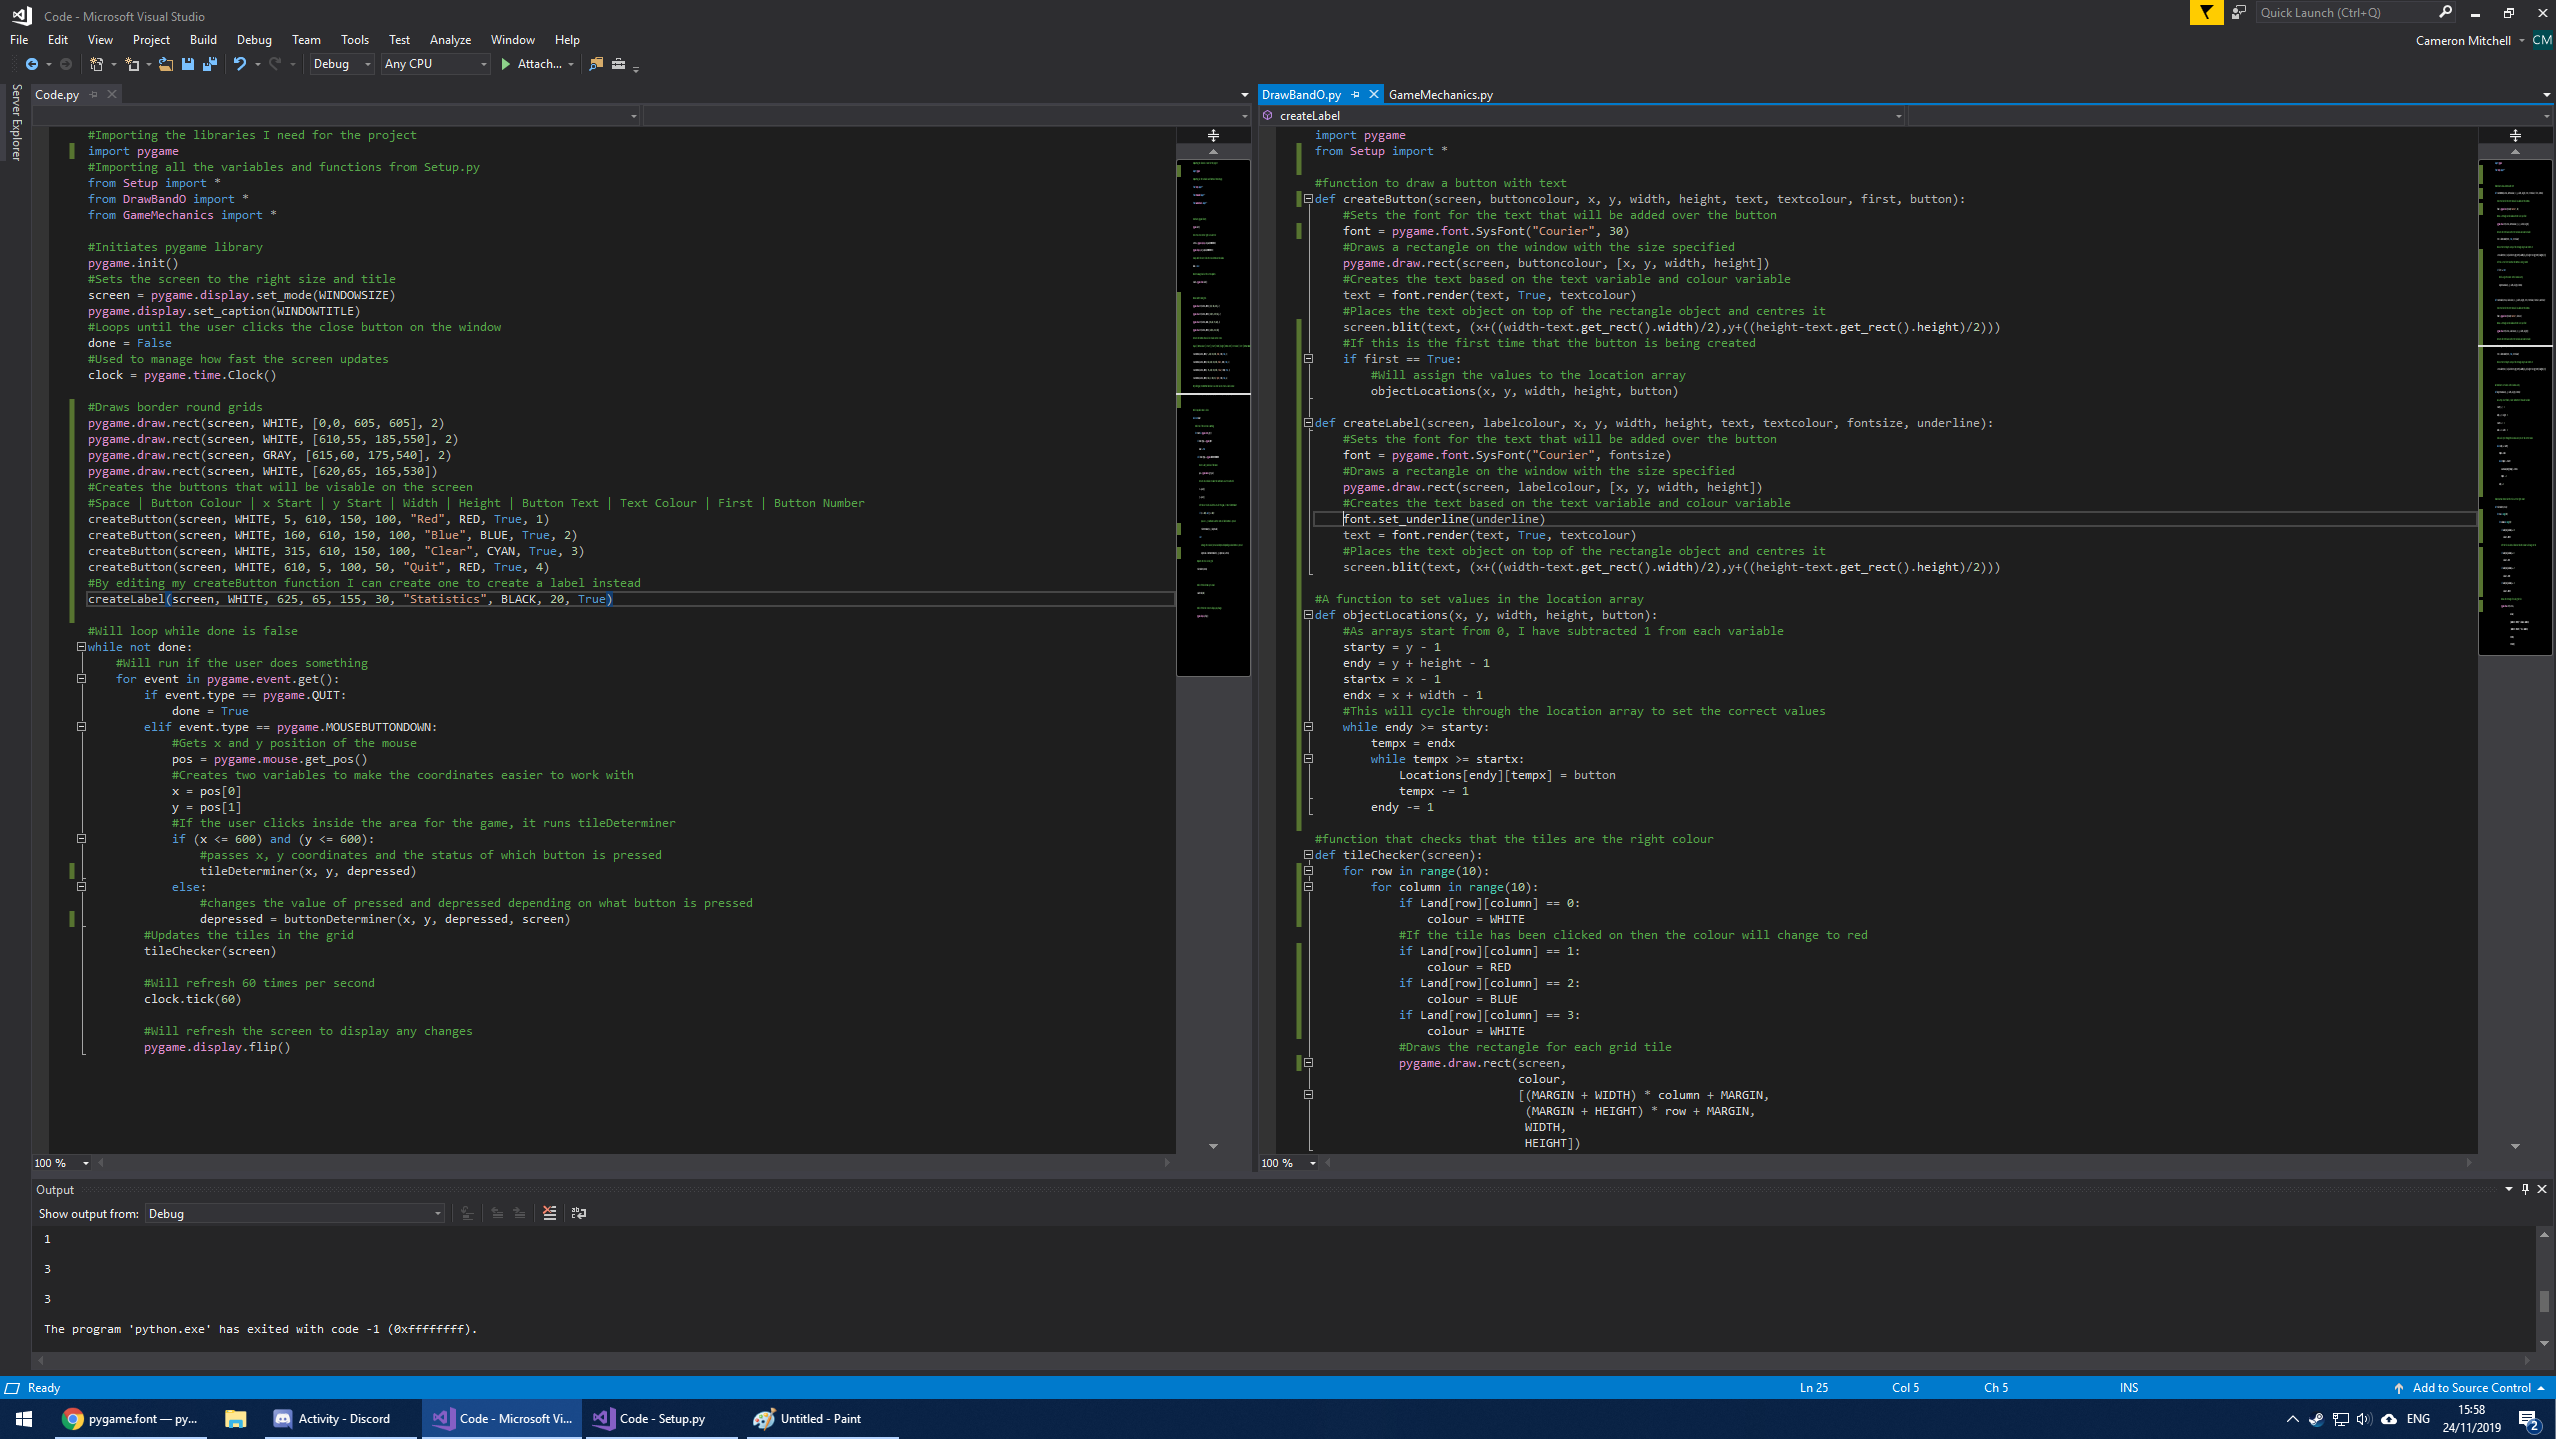 Code - Microsoft Visual Studio
Quick Launch (Ctrl+Q)
File Edit View Project Build Debug Team Tools Test Analyze Window Help
Cameron Mitchell CM
Debug Any CPU Attach...
Server Explorer
Code.py
#Importing the libraries I need for the project
import pygame
#Importing all the variables and functions from Setup.py
from Setup import *
from DrawBandO import *
from GameMechanics import *
#Initiates pygame library
pygame.init()
#Sets the screen to the right size and title
screen = pygame.display.set_mode(WINDOWSIZE)
pygame.display.set_caption(WINDOWTITLE)
#Loops until the user clicks the close button on the window
done = False
#Used to manage how fast the screen updates
clock = pygame.time.Clock()
#Draws border round grids
pygame.draw.rect(screen, WHITE, [0,0, 605, 605], 2)
pygame.draw.rect(screen, WHITE, [610,55, 185,550], 2)
pygame.draw.rect(screen, GRAY, [615,60, 175,540], 2)
pygame.draw.rect(screen, WHITE, [620,65, 165,530])
#Creates the buttons that will be visable on the screen
#Space | Button Colour | x Start | y Start | Width | Height | Button Text | Text Colour | First | Button Number
createButton(screen, WHITE, 5, 610, 150, 100, "Red", RED, True, 1)
createButton(screen, WHITE, 160, 610, 150, 100, "Blue", BLUE, True, 2)
createButton(screen, WHITE, 315, 610, 150, 100, "Clear", CYAN, True, 3)
createButton(screen, WHITE, 610, 5, 100, 50, "Quit", RED, True, 4)
#By editing my createButton function I can create one to create a label instead
createLabel(screen, WHITE, 625, 65, 155, 30, "Statistics", BLACK, 20, True)
#Will loop while done is false
while not done:
#Will run if the user does something
for event in pygame.event.get():
if event.type == pygame.QUIT:
done = True
elif event.type == pygame.MOUSEBUTTONDOWN:
#Gets x and y position of the mouse
pos = pygame.mouse.get_pos()
#Creates two variables to make the coordinates easier to work with
x = pos[0]
y = pos[1]
#If the user clicks inside the area for the game, it runs tileDeterminer
if (x <= 600) and (y <= 600):
#passes x, y coordinates and the status of which button is pressed
tileDeterminer(x, y, depressed)
else:
#changes the value of pressed and depressed depending on what button is pressed
depressed = buttonDeterminer(x, y, depressed, screen)
#Updates the tiles in the grid
tileChecker(screen)
#Will refresh 60 times per second
clock.tick(60)
#Will refresh the screen to display any changes
pygame.display.flip()
100 %
DrawBandO.py GameMechanics.py
createLabel
import pygame
from Setup import *
#function to draw a button with text
def createButton(screen, buttoncolour, x, y, width, height, text, textcolour, first, button):
#Sets the font for the text that will be added over the button
font = pygame.font.SysFont("Courier", 30)
#Draws a rectangle on the window with the size specified
pygame.draw.rect(screen, buttoncolour, [x, y, width, height])
#Creates the text based on the text variable and colour variable
text = font.render(text, True, textcolour)
#Places the text object on top of the rectangle object and centres it
screen.blit(text, (x+((width-text.get_rect().width)/2),y+((height-text.get_rect().height)/2)))
#If this is the first time that the button is being created
if first == True:
#Will assign the values to the location array
objectLocations(x, y, width, height, button)
def createLabel(screen, labelcolour, x, y, width, height, text, textcolour, fontsize, underline):
#Sets the font for the text that will be added over the button
font = pygame.font.SysFont("Courier", fontsize)
#Draws a rectangle on the window with the size specified
pygame.draw.rect(screen, labelcolour, [x, y, width, height])
#Creates the text based on the text variable and colour variable
font.set_underline(underline)
text = font.render(text, True, textcolour)
#Places the text object on top of the rectangle object and centres it
screen.blit(text, (x+((width-text.get_rect().width)/2),y+((height-text.get_rect().height)/2)))
#A function to set values in the location array
def objectLocations(x, y, width, height, button):
#As arrays start from 0, I have subtracted 1 from each variable
starty = y - 1
endy = y + height - 1
startx = x - 1
endx = x + width - 1
#This will cycle through the location array to set the correct values
while endy >= starty:
tempx = endx
while tempx >= startx:
Locations[endy][tempx] = button
tempx -= 1
endy -= 1
#function that checks that the tiles are the right colour
def tileChecker(screen):
for row in range(10):
for column in range(10):
if Land[row][column] == 0:
colour = WHITE
#If the tile has been clicked on then the colour will change to red
if Land[row][column] == 1:
colour = RED
if Land[row][column] == 2:
colour = BLUE
if Land[row][column] == 3:
colour = WHITE
#Draws the rectangle for each grid tile
pygame.draw.rect(screen,
colour,
[(MARGIN + WIDTH) * column + MARGIN,
(MARGIN + HEIGHT) * row + MARGIN,
WIDTH,
HEIGHT])
100 %
Output
Show output from: Debug
1
3
3
The program 'python.exe' has exited with code -1 (0xffffffff).
Ready Ln 25 Col 5 Ch 5 INS Add to Source Control
pygame.font — py... Activity - Discord Code - Microsoft Vi... Code - Setup.py Untitled - Paint ENG 15:58
24/11/2019 2